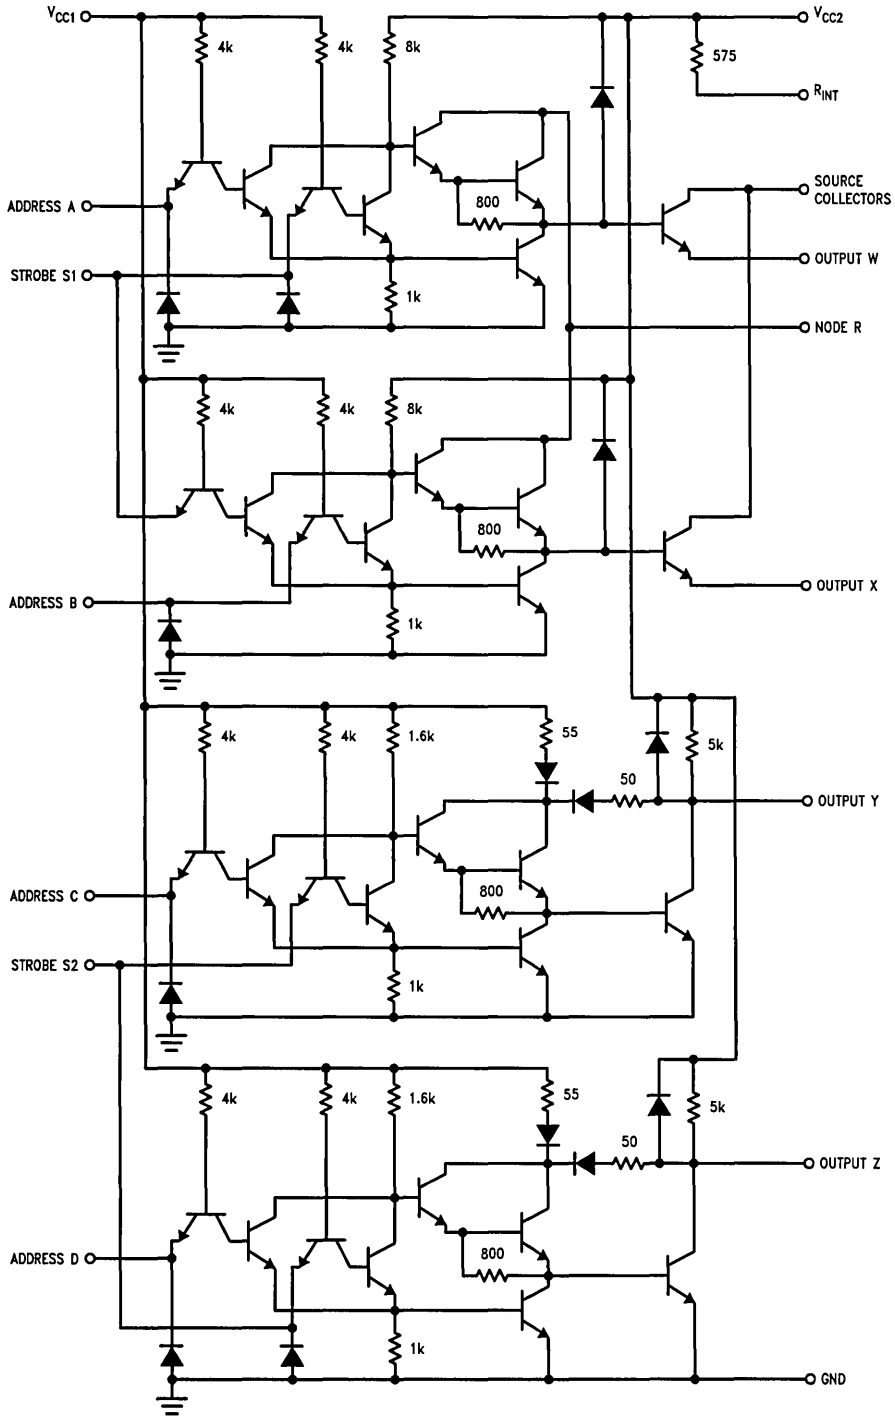 VCC1
4k
4k
8k
VCC2
575
RINT
ADDRESS A
800
SOURCE
COLLECTORS
OUTPUT W
STROBE S1
1k
NODE R
4k
4k
8k
800
OUTPUT X
ADDRESS B
1k
4k
4k
1.6k
55
5k
50
OUTPUT Y
ADDRESS C
800
STROBE S2
1k
4k
4k
1.6k
55
5k
50
OUTPUT Z
ADDRESS D
800
1k
GND